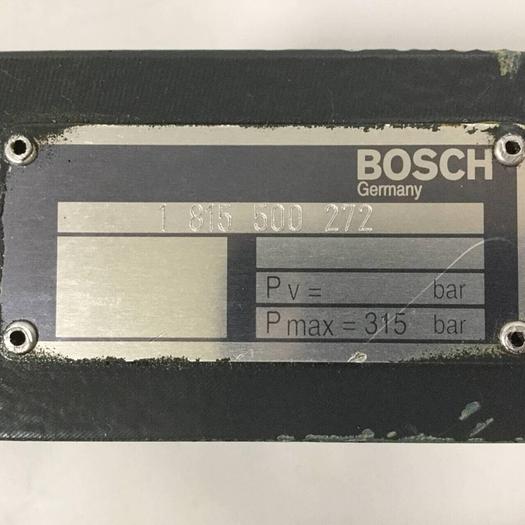 BOSCH
Germany
1 815 500 272
Pv = bar
Pmax = 315 bar